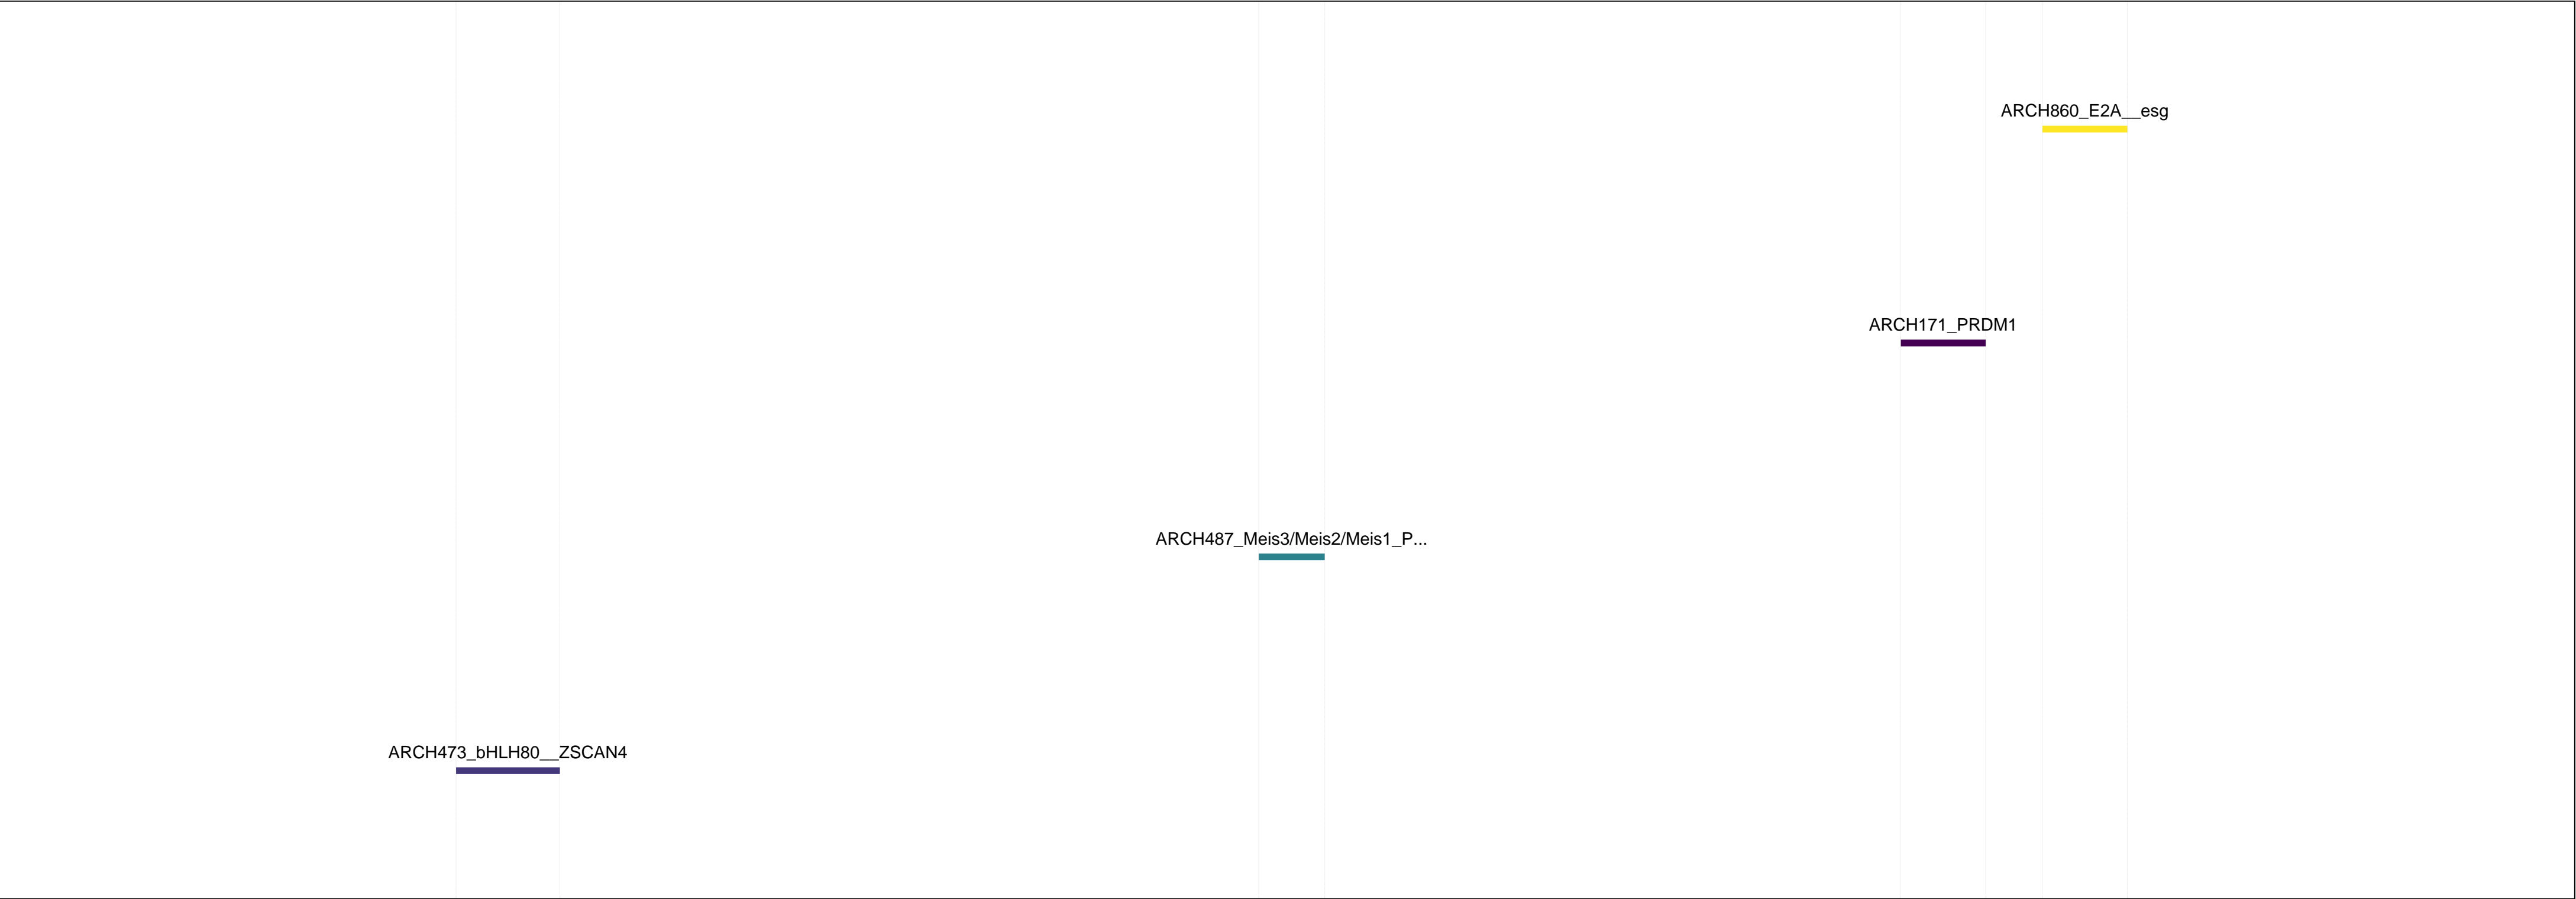 ARCH860_E2A__esg
ARCH171_PRDM1
ARCH487_Meis3/Meis2/Meis1_P...
ARCH473_bHLH80__ZSCAN4